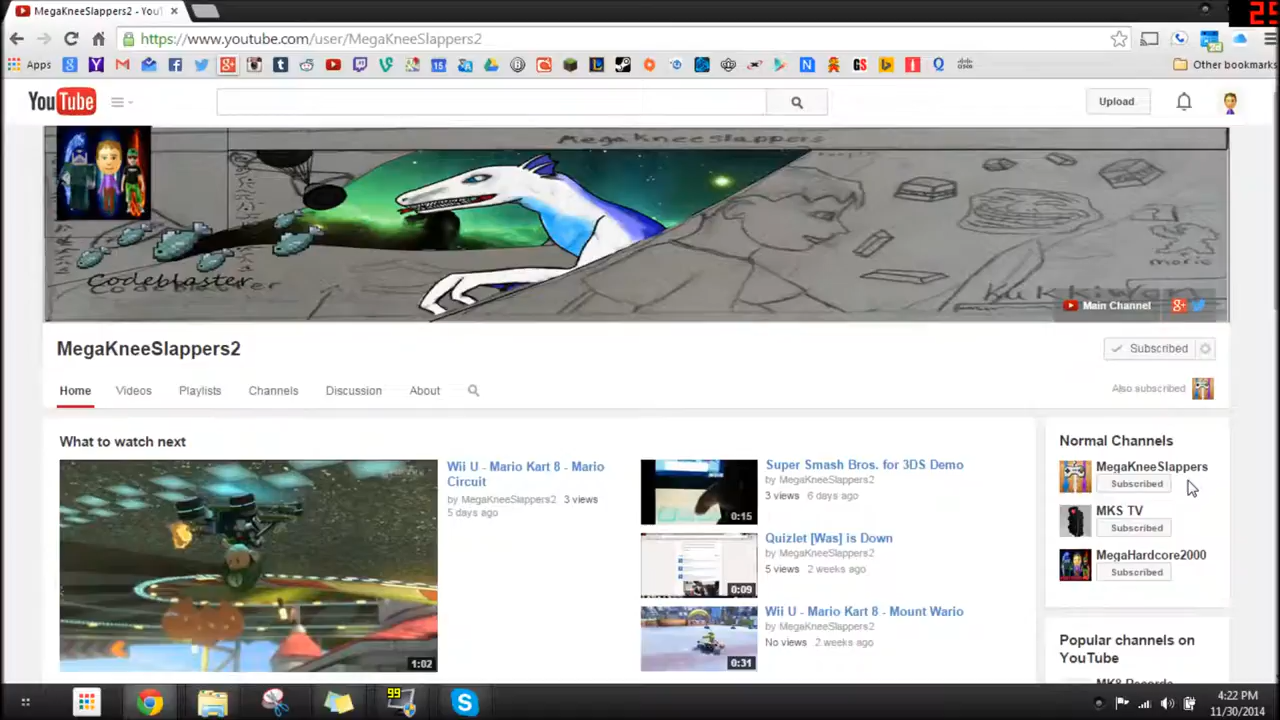 MegaKneeSlappers2 - YouT
25
https://www.youtube.com/user/MegaKneeSlappers2
Apps
15
GS
Other bookmarks
YouTube
Upload
MegaKneeSlappers
Codeblaster
Main Channel
MegaKneeSlappers2
Subscribed
Home
Videos
Playlists
Channels
Discussion
About
Also subscribed
What to watch next
Wii U - Mario Kart 8 - Mario
Circuit
by MegaKneeSlappers2 3 views
5 days ago
1:02
Super Smash Bros. for 3DS Demo
by MegaKneeSlappers2
3 views 6 days ago
0:15
Quizlet [Was] is Down
by MegaKneeSlappers2
5 views 2 weeks ago
0:09
Wii U - Mario Kart 8 - Mount Wario
by MegaKneeSlappers2
No views 2 weeks ago
0:31
Normal Channels
MegaKneeSlappers
Subscribed
MKS TV
Subscribed
MegaHardcore2000
Subscribed
Popular channels on
YouTube
99
4:22 PM
11/30/2014